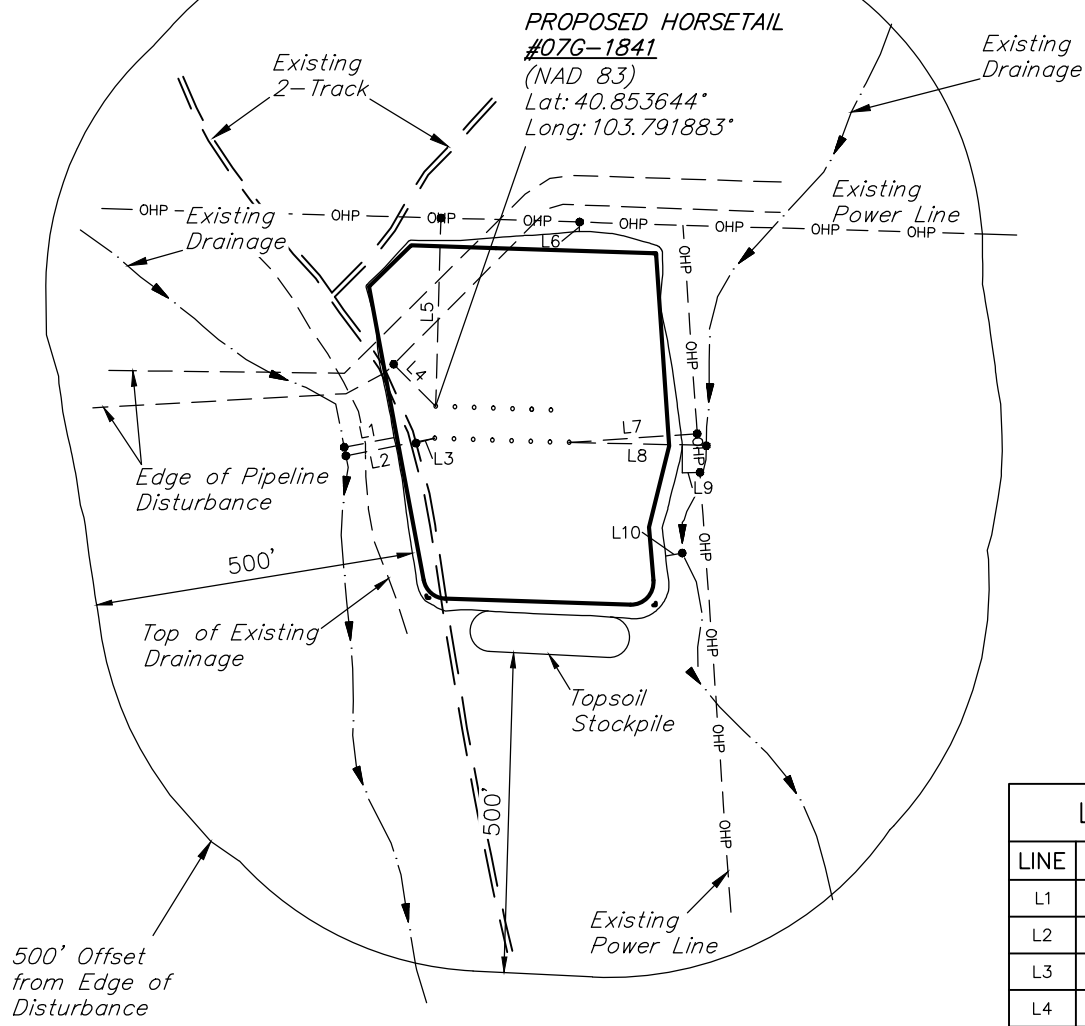 PROPOSED HORSETAIL
#07G-1841
(NAD 83)
Lat: 40.853644°
Long: 103.791883°
Existing
Drainage
Existing
2-Track
Existing
Power Line
OHP
OHP
OHP
OHP
OHP
OHP
OHP
OHP
Existing
Drainage
L6
OHP
L5
OHP
L4
L1
L2
L3
L7
L8
OHP
L9
Edge of Pipeline
Disturbance
L10
OHP
500'
Top of Existing
Drainage
OHP
Topsoil
Stockpile
OHP
500'
OHP
Existing
Power Line
500' Offset
from Edge of
Disturbance
L
LINE
L1
L2
L3
L4